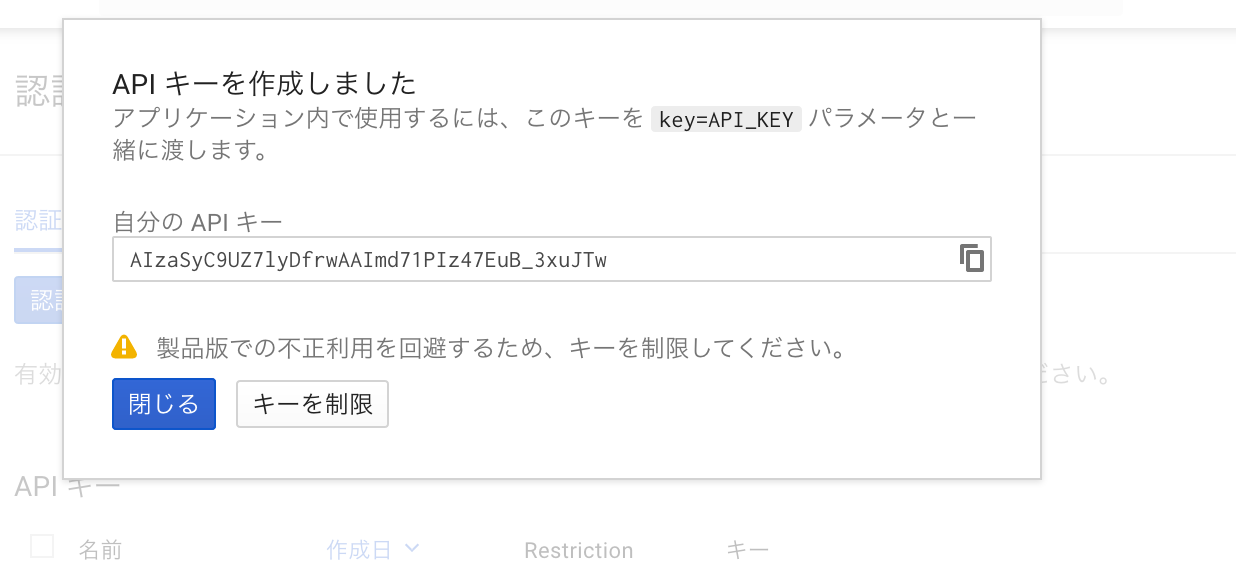 API キーを作成しました
アプリケーション内で使用するには、このキーを key=API_KEY パラメータと一
緒に渡します。
認証
自分の API キー
AIzaSyC9UZ7lyDfrwAAImd71PIz47EuB_3xuJTw
製品版での不正利用を回避するため、キーを制限してください。
有効
ださい。
閉じる
キーを制限
API キー
名前
作成日
Restriction
キー